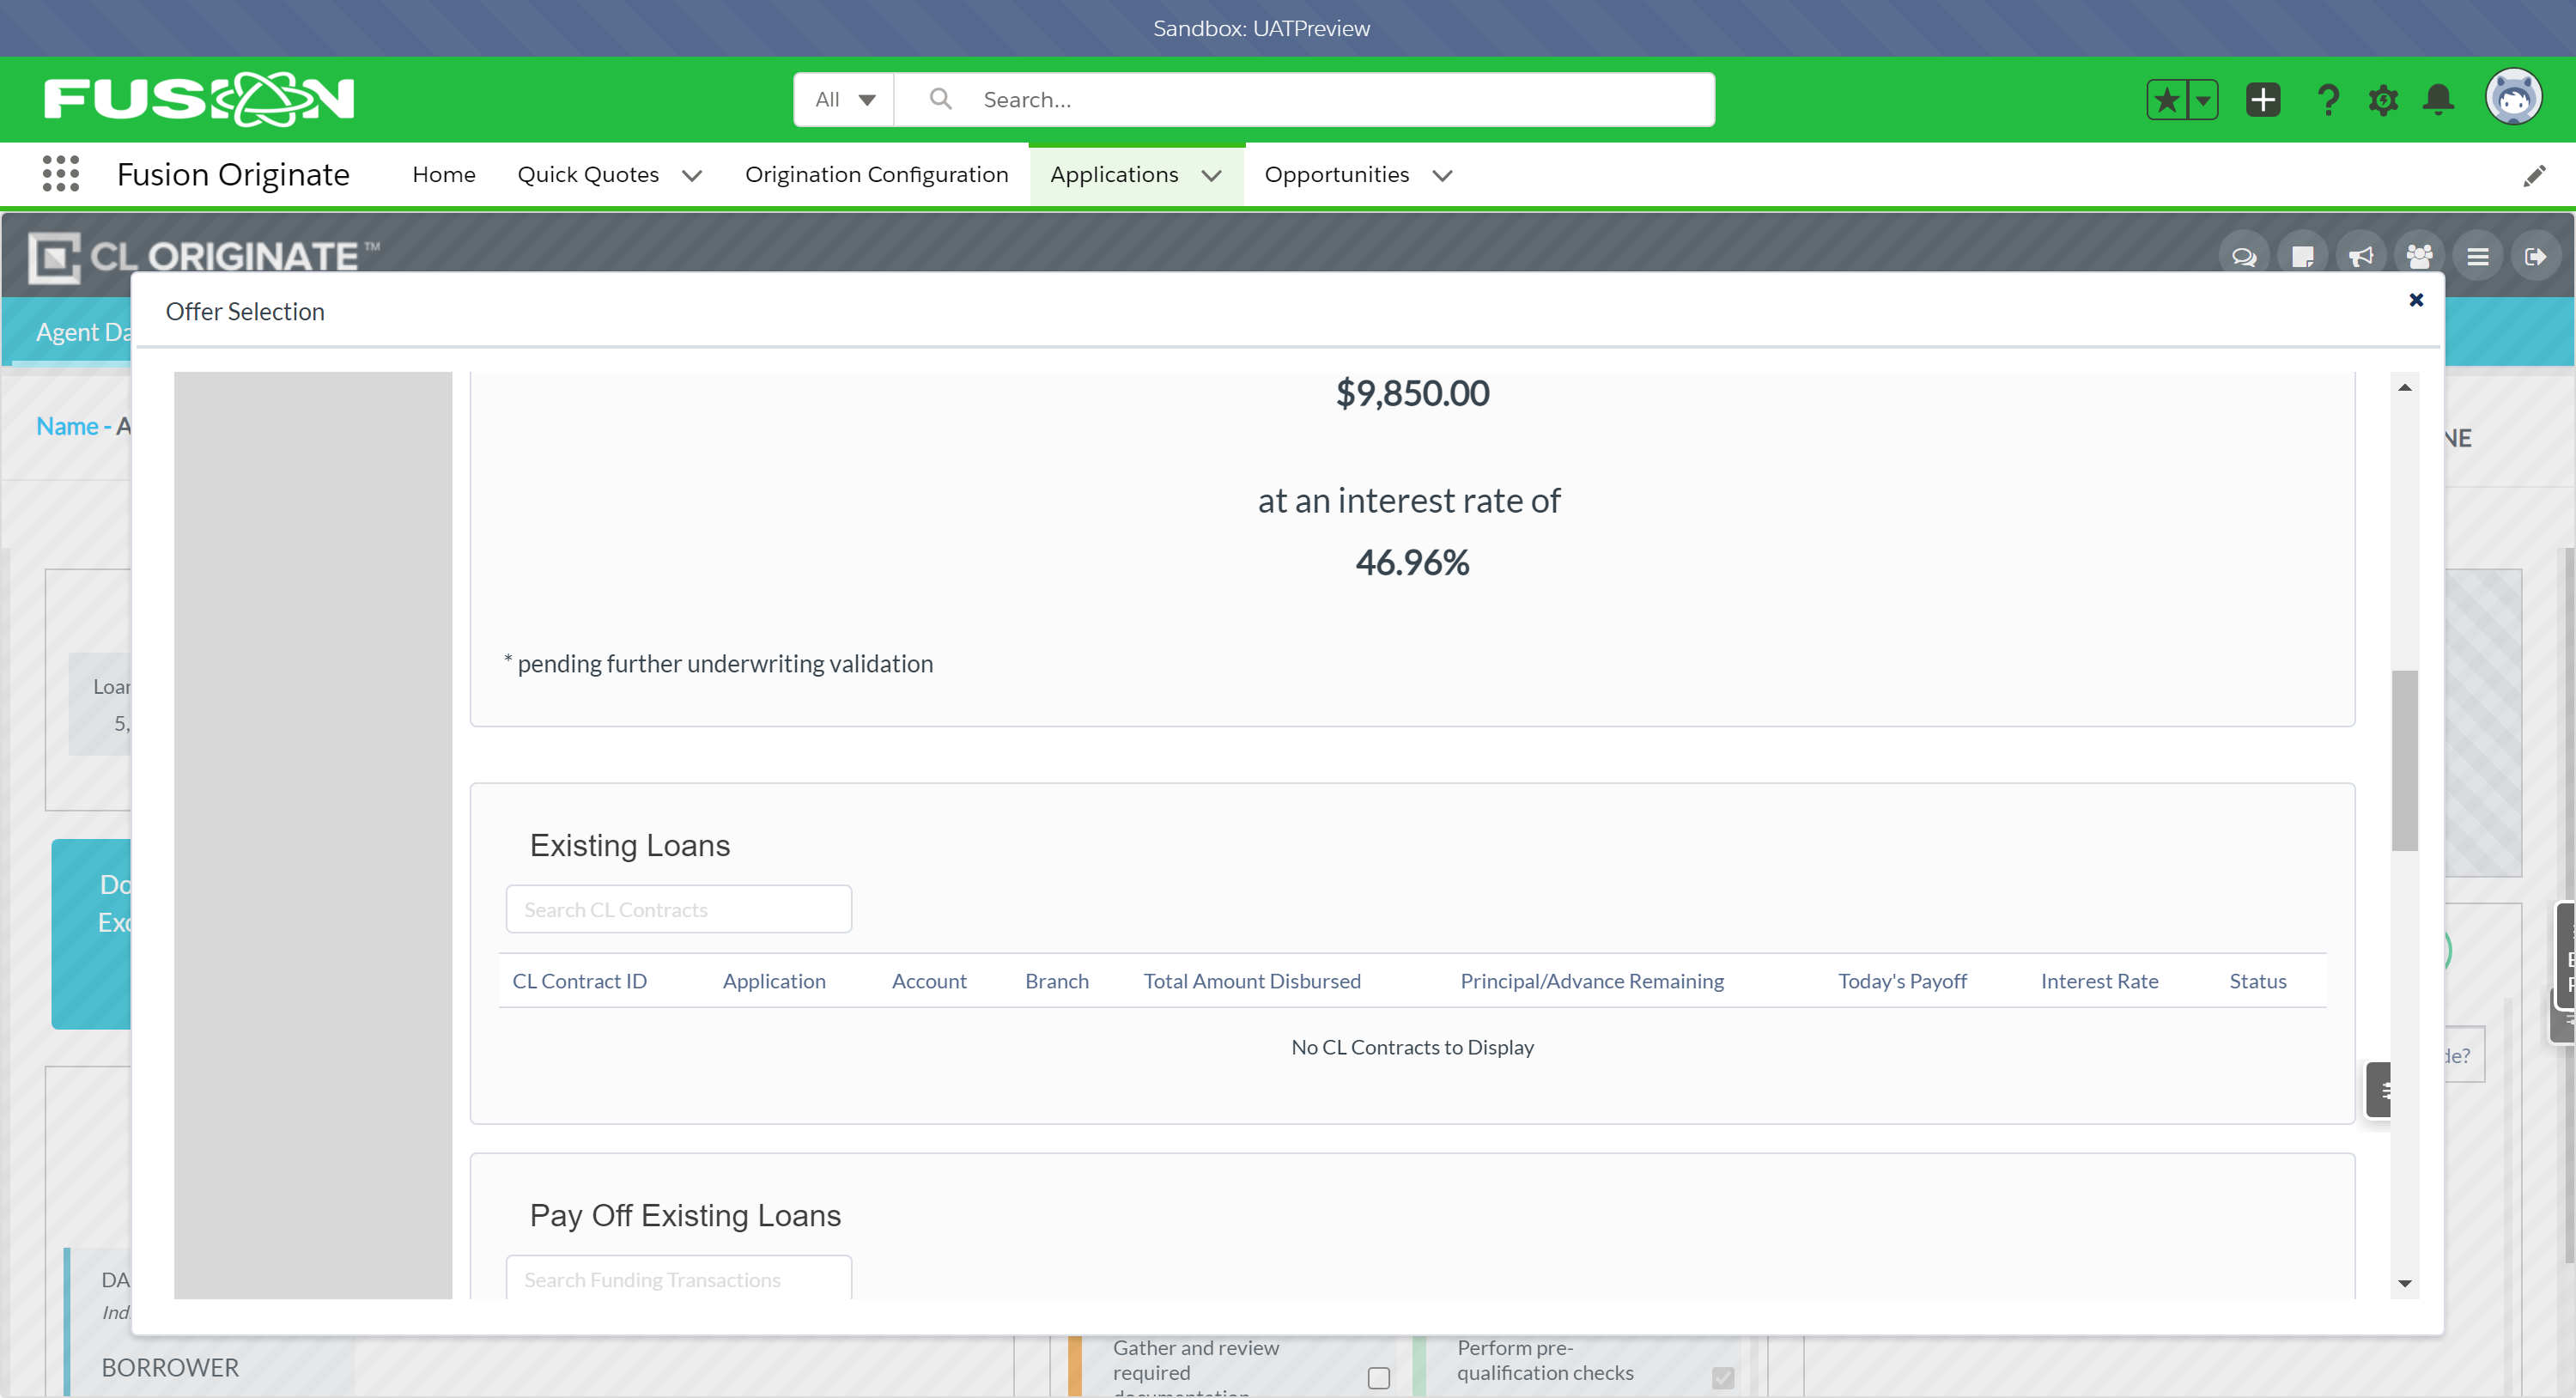 Sandbox: UATPreview
FUSION
All
Search...
Fusion Originate
Home
Quick Quotes
Origination Configuration
Applications
Opportunities
CL ORIGINATE™
Offer Selection
Agent Da
$9,850.00
Name - A
NE
at an interest rate of
46.96%
* pending further underwriting validation
Loan
5,
Existing Loans
Do
Search CL Contracts
Exc
CL Contract ID Application Account Branch Total Amount Disbursed Principal/Advance Remaining Today's Payoff Interest Rate Status
No CL Contracts to Display
de?
Pay Off Existing Loans
Search Funding Transactions
DA
Ind.
BORROWER
Gather and review
required
documentation
Perform pre-
qualification checks